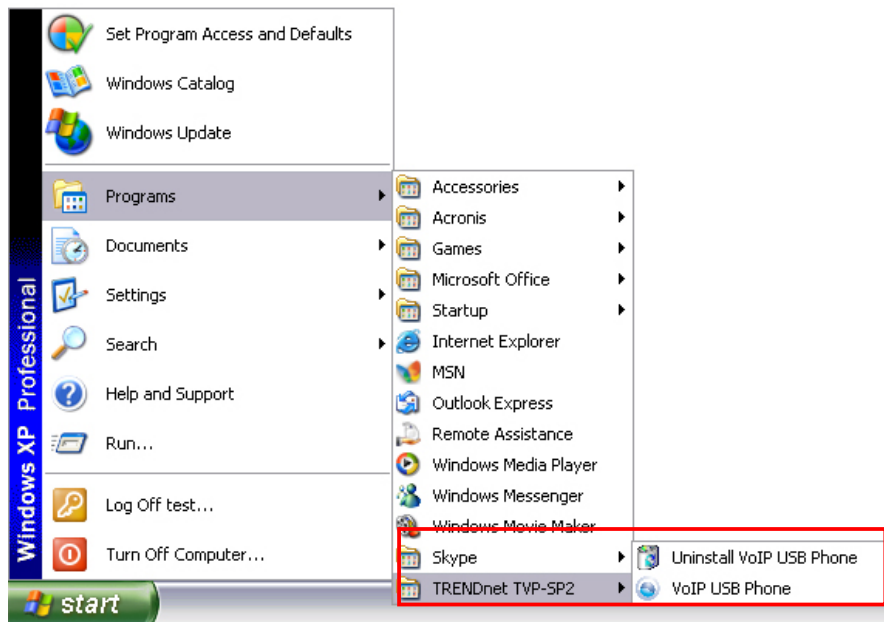 Set Program Access and Defaults
Windows Catalog
Windows Update
Programs
Documents
Settings
Search
Help and Support
Run...
Log Off test...
Turn Off Computer...
Windows XP Professional
start
Accessories
Acronis
Games
Microsoft Office
Startup
Internet Explorer
MSN
Outlook Express
Remote Assistance
Windows Media Player
Windows Messenger
Windows Movie Maker
Skype
TRENDnet TVP-SP2
Uninstall VoIP USB Phone
VoIP USB Phone